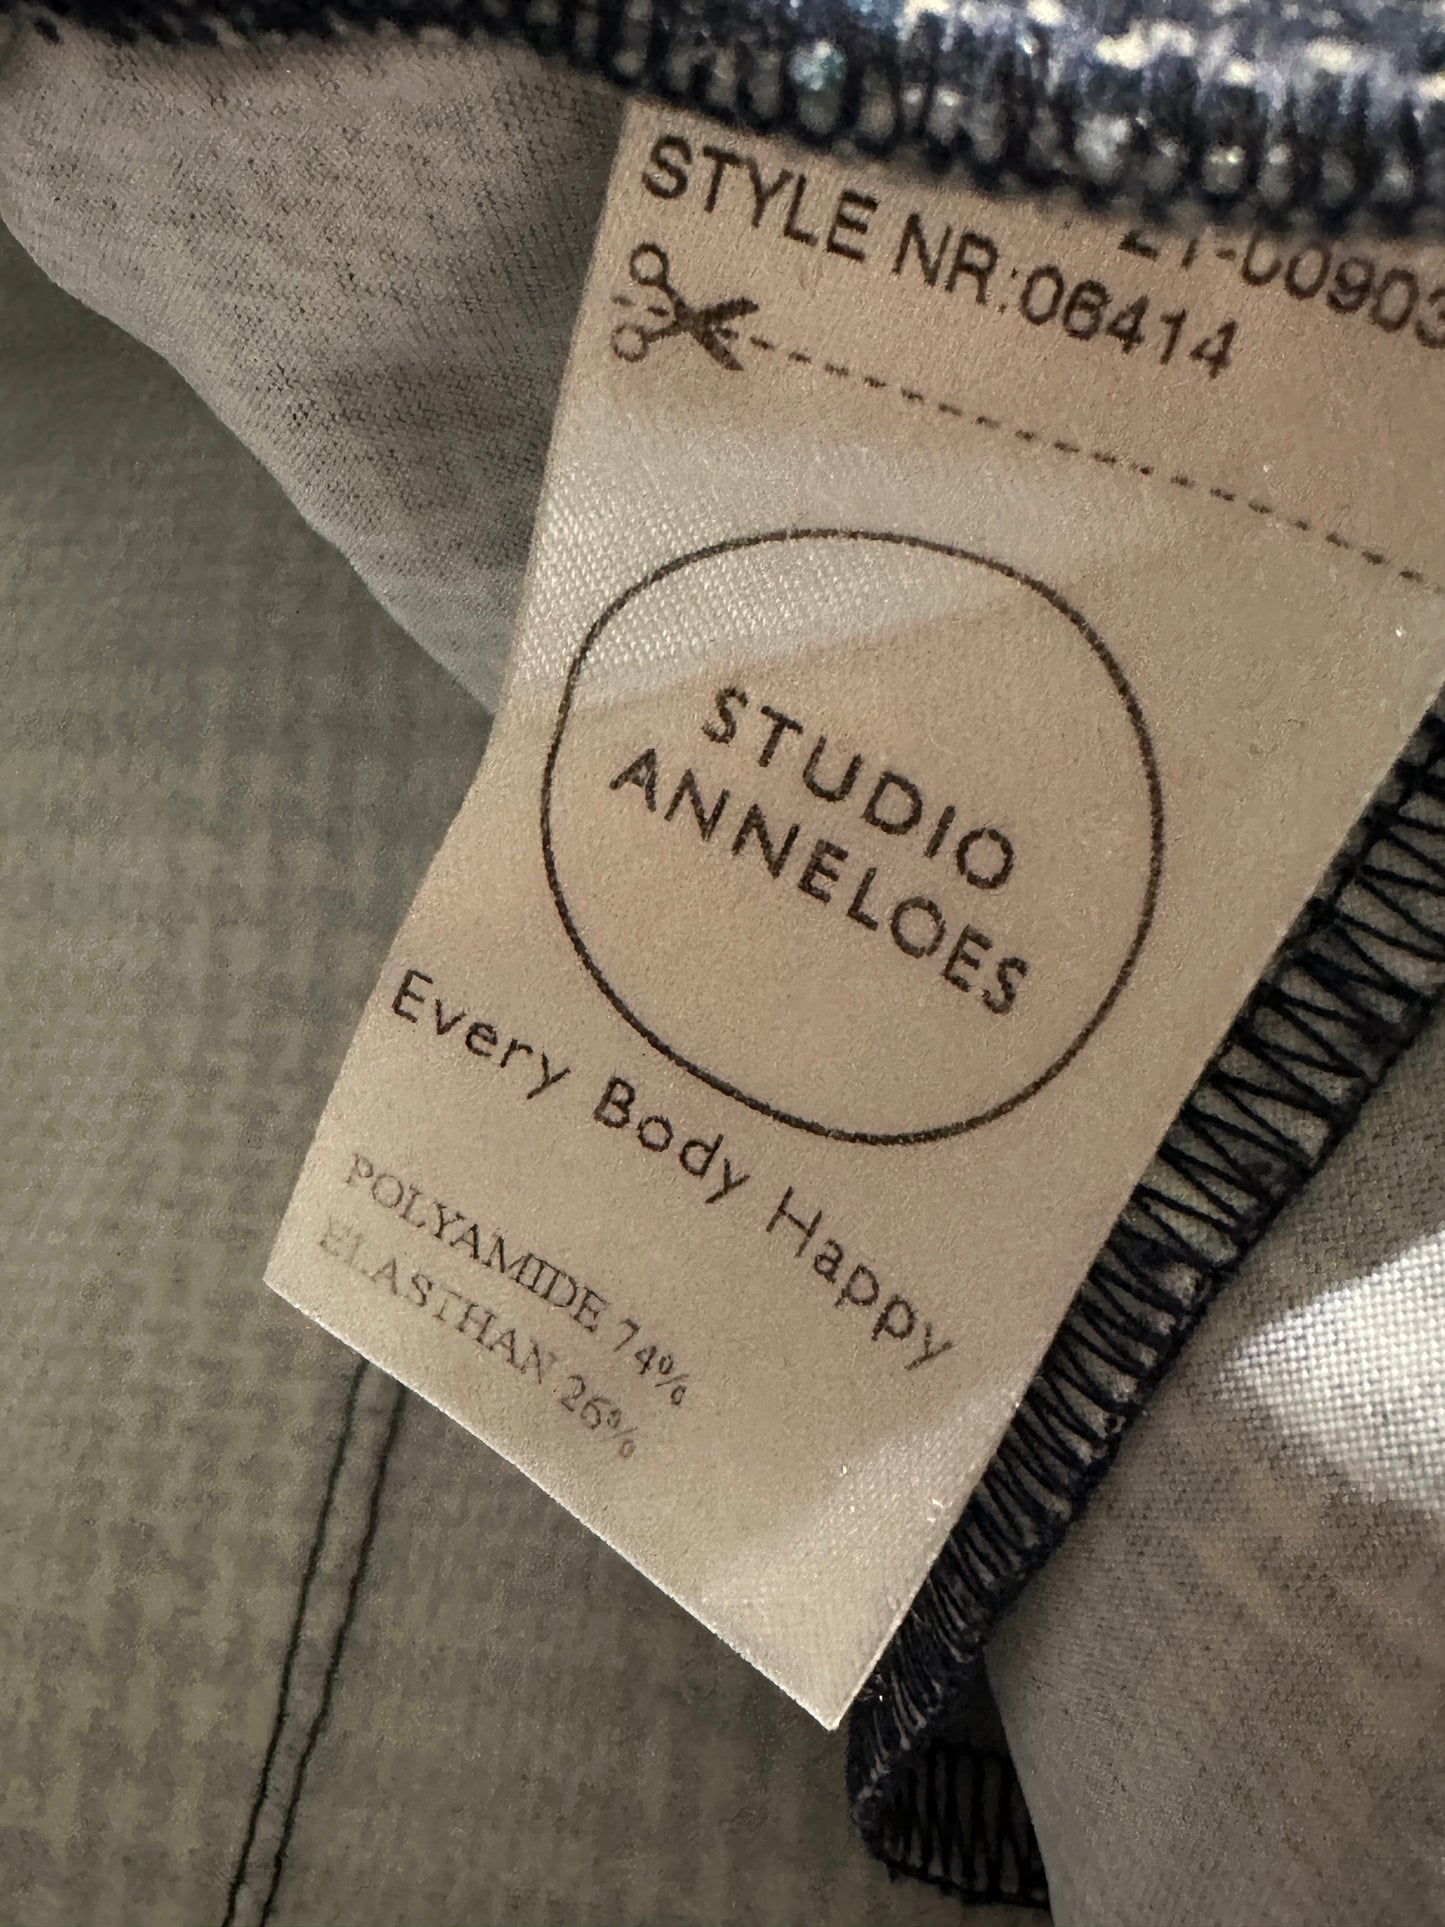 STYLE NR:06414
STUDIO
ANNELOES
Every Body Happy
POLYAMIDE 74%
ELASTHAN 26%